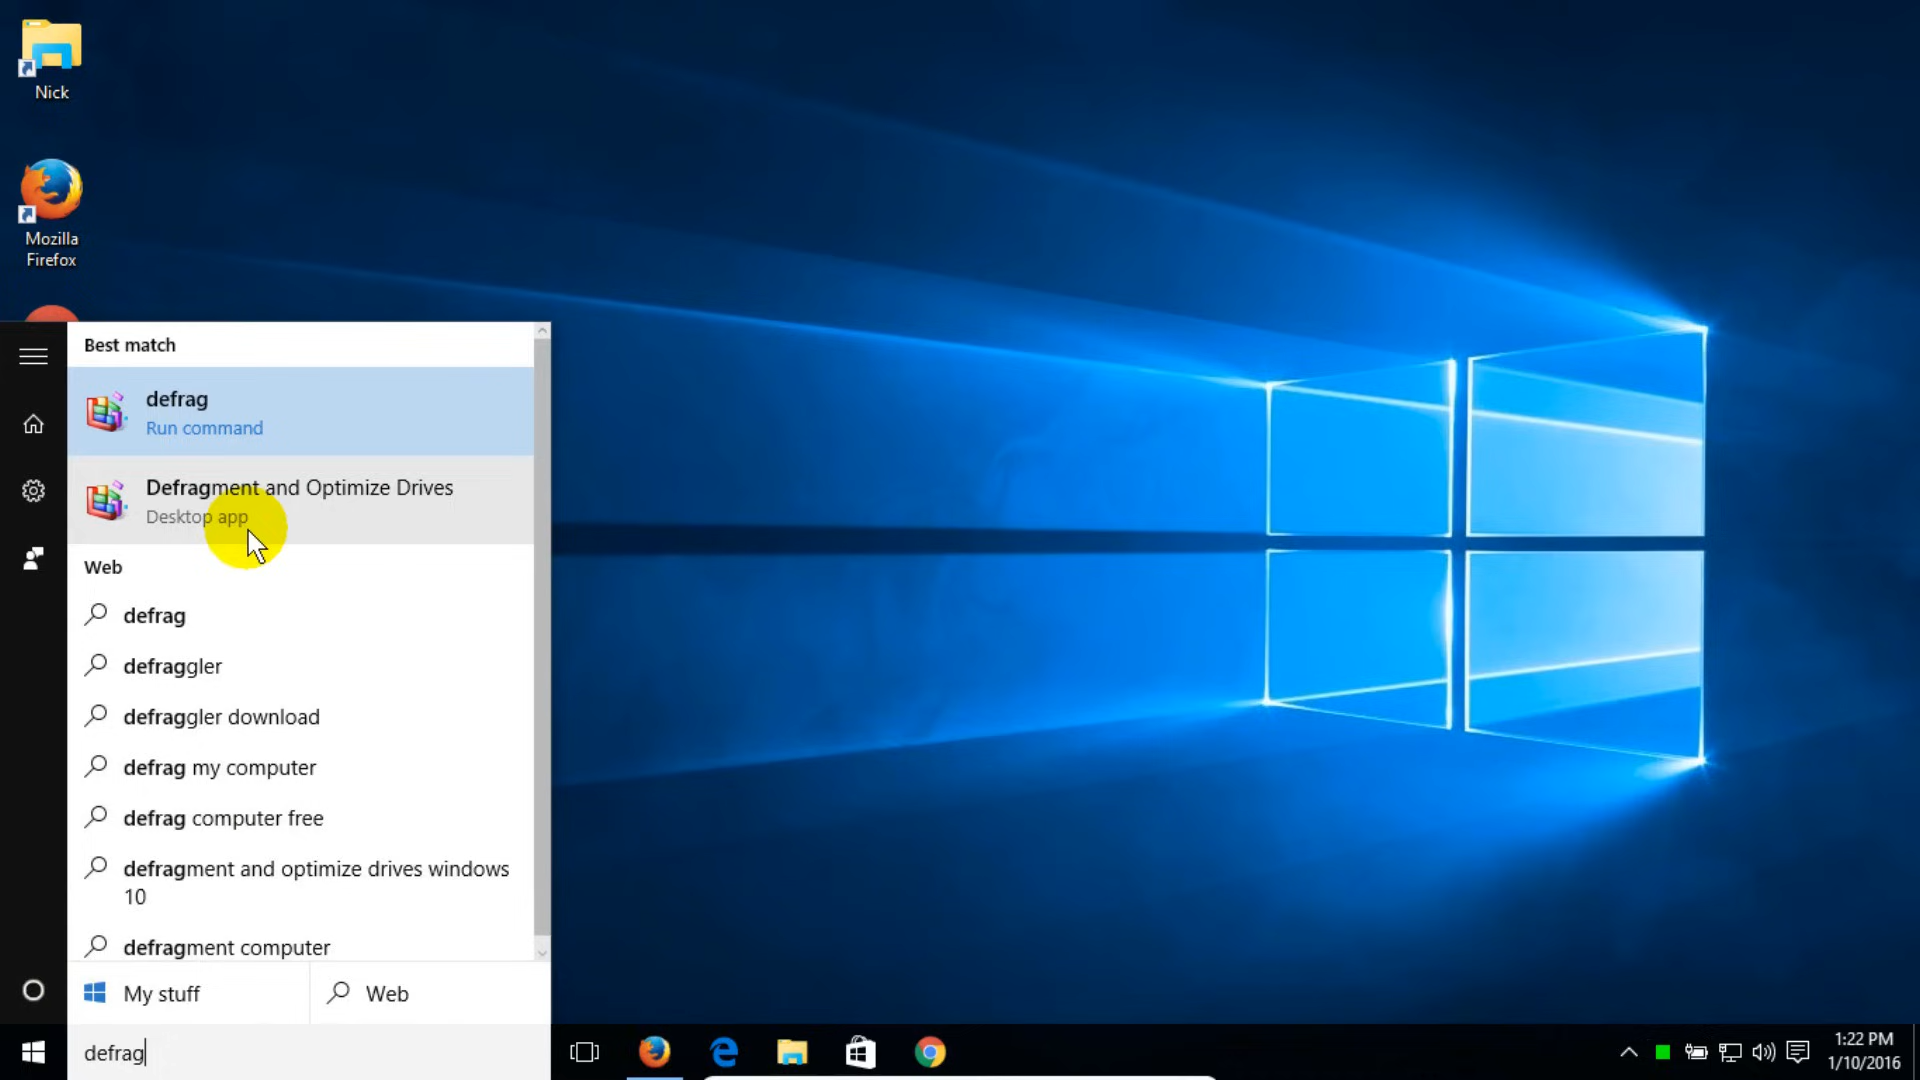 Nick
Mozilla
Firefox
Best match
defrag
Run command
Defragment and Optimize Drives
Desktop app
Web
defrag
defraggler
defraggler download
defrag my computer
defrag computer free
defragment and optimize drives windows
10
defragment computer
My stuff
Web
defrag
1:22 PM
1/10/2016